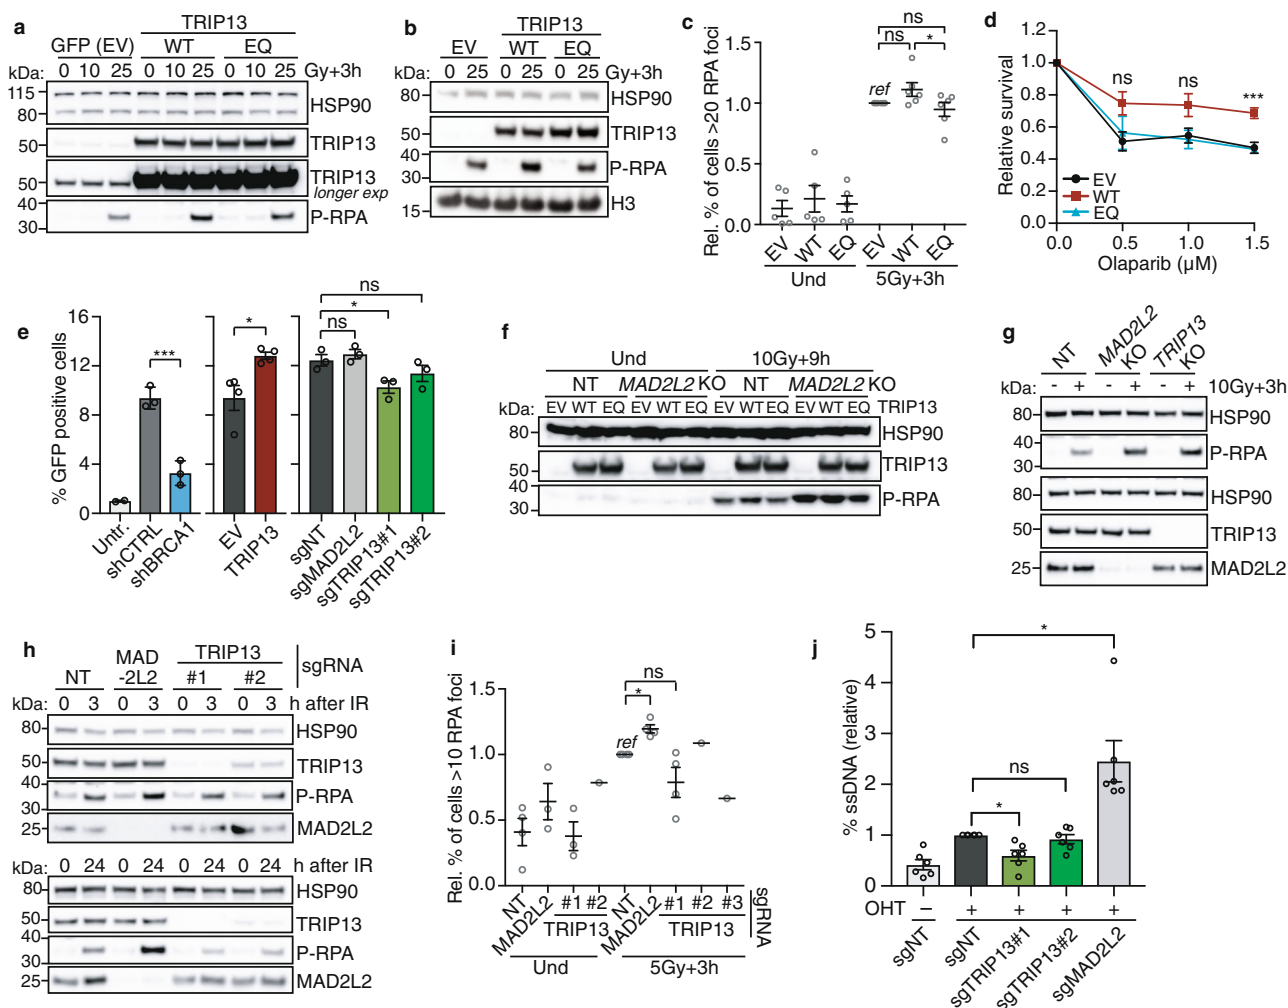 a
TRIP13
GFP (EV) WT EQ
kDa: 0 10 25 0 10 25 0 10 25 Gy+3h
115
80
HSP90
50
TRIP13
50
TRIP13
longer exp
40
30
P-RPA
b
TRIP13
EV WT EQ
kDa: 0 25 0 25 0 25 Gy+3h
80
HSP90
50
TRIP13
40
30
P-RPA
15
H3
c
Rel. % of cells >20 RPA foci
ns
ns *
1.5
1.0
0.5
0.0
ref
EV WT EQ EV WT EQ
Und 5Gy+3h
d
Relative survival
1.2
1.0
0.8
0.6
0.4
0.2
0
ns ns ***
EV
WT
EQ
0.0 0.5 1.0 1.5
Olaparib (µM)
e
% GFP positive cells
16
12
8
4
0
***
*
ns
*
ns
Untr. shCTRL shBRCA1 EV TRIP13 sgNT sgMAD2L2 sgTRIP13#1 sgTRIP13#2
f
Und 10Gy+9h
NT MAD2L2 KO NT MAD2L2 KO
kDa: EV WT EQ EV WT EQ EV WT EQ EV WT EQ TRIP13
80
HSP90
50
TRIP13
40
30
P-RPA
g
NT MAD2L2 KO TRIP13 KO
kDa: - + - + - + 10Gy+3h
80
HSP90
40
30
P-RPA
80
HSP90
50
TRIP13
25
MAD2L2
h
NT MAD
-2L2 TRIP13
#1 #2 sgRNA
kDa: 0 3 0 3 0 3 0 3 h after IR
80
HSP90
50
TRIP13
40
30
P-RPA
25
MAD2L2
kDa: 0 24 0 24 0 24 0 24 h after IR
80
HSP90
50
TRIP13
40
30
P-RPA
25
MAD2L2
i
Rel. % of cells >10 RPA foci
ns
*
1.5
1.0
0.5
0.0
ref
NT MAD2L2 #1 #2 NT MAD2L2 #1 #2 #3
TRIP13 TRIP13
Und 5Gy+3h
sgRNA
j
% ssDNA (relative)
*
ns
*
5
4
3
2
1
0
OHT – + + + +
sgNT sgNT sgTRIP13#1 sgTRIP13#2 sgMAD2L2